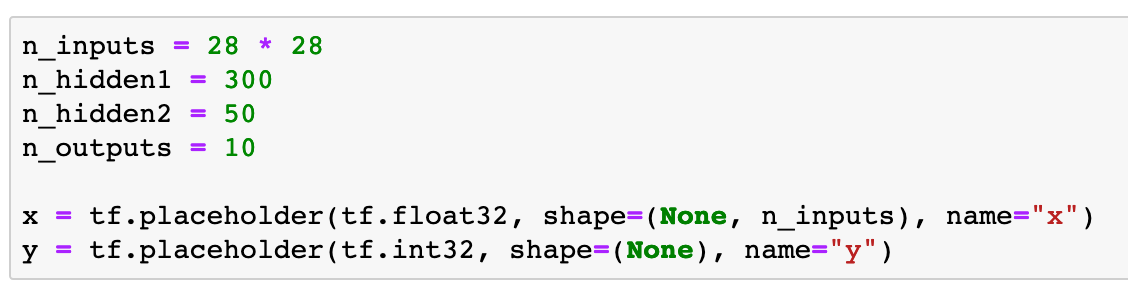 n_inputs = 28 * 28
n_hidden1 = 300
n_hidden2 = 50
n_outputs = 10
x = tf.placeholder(tf.float32, shape=(None, n_inputs), name="x")
y = tf.placeholder(tf.int32, shape=(None), name="y")